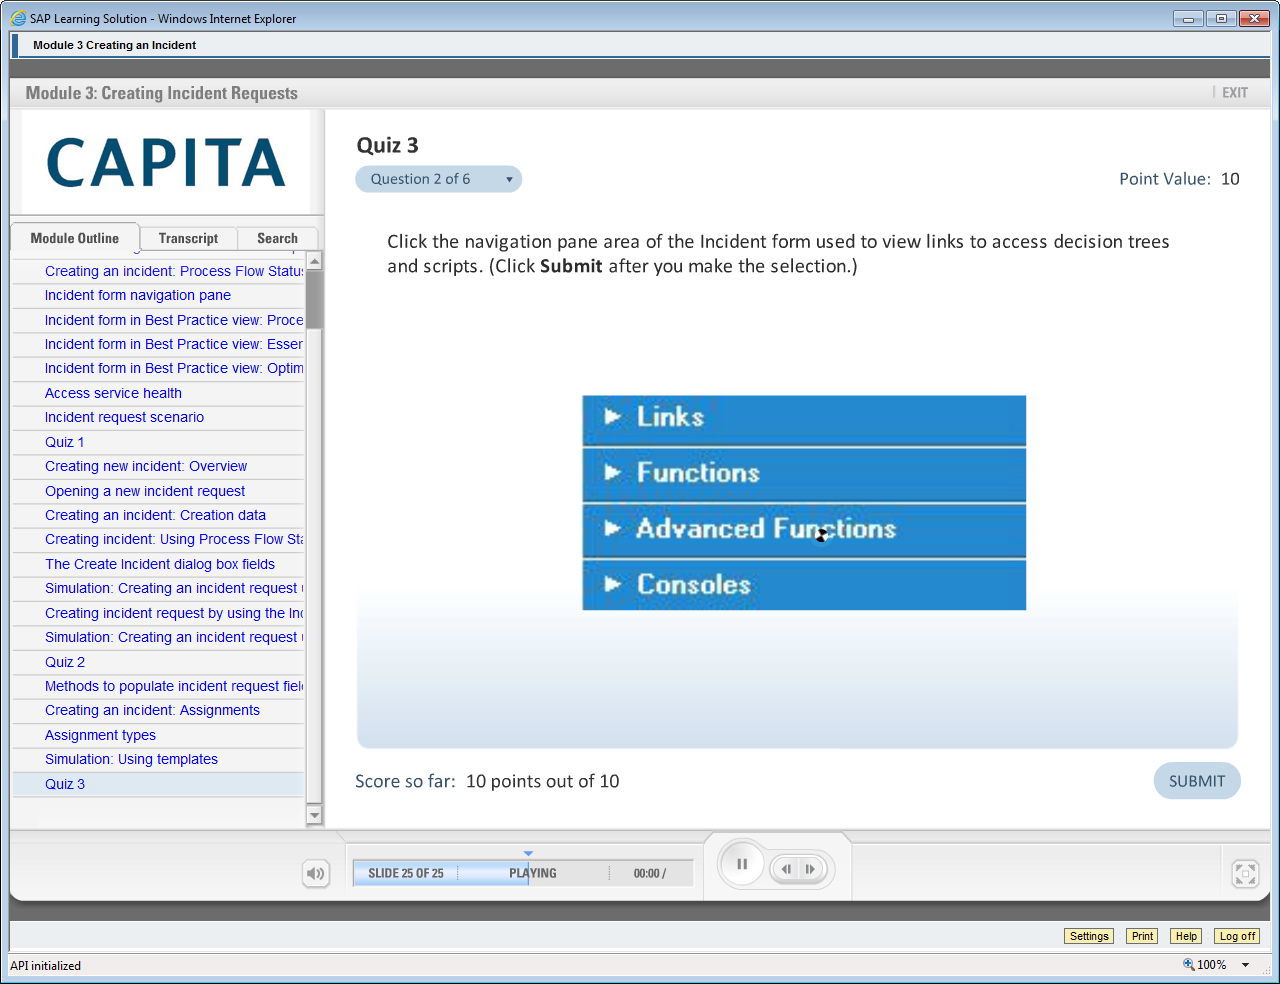 SAP Learning Solution - Windows Internet Explorer
Module 3 Creating an Incident
Module 3: Creating Incident Requests
EXIT
CAPITA
Module Outline
Transcript
Search
Creating an incident: Process Flow Status
Incident form navigation pane
Incident form in Best Practice view: Proce
Incident form in Best Practice view: Esser
Incident form in Best Practice view: Optim
Access service health
Incident request scenario
Quiz 1
Creating new incident: Overview
Opening a new incident request
Creating an incident: Creation data
Creating incident: Using Process Flow Sta
The Create Incident dialog box fields
Simulation: Creating an incident request u
Creating incident request by using the Inc
Simulation: Creating an incident request u
Quiz 2
Methods to populate incident request field
Creating an incident: Assignments
Assignment types
Simulation: Using templates
Quiz 3
Quiz 3
Question 2 of 6
Point Value: 10
Click the navigation pane area of the Incident form used to view links to access decision trees
and scripts. (Click Submit after you make the selection.)
Links
Functions
Advanced Functions
Consoles
Score so far: 10 points out of 10
SUBMIT
SLIDE 25 OF 25
PLAYING
00:00 /
Settings
Print
Help
Log off
API initialized
100%